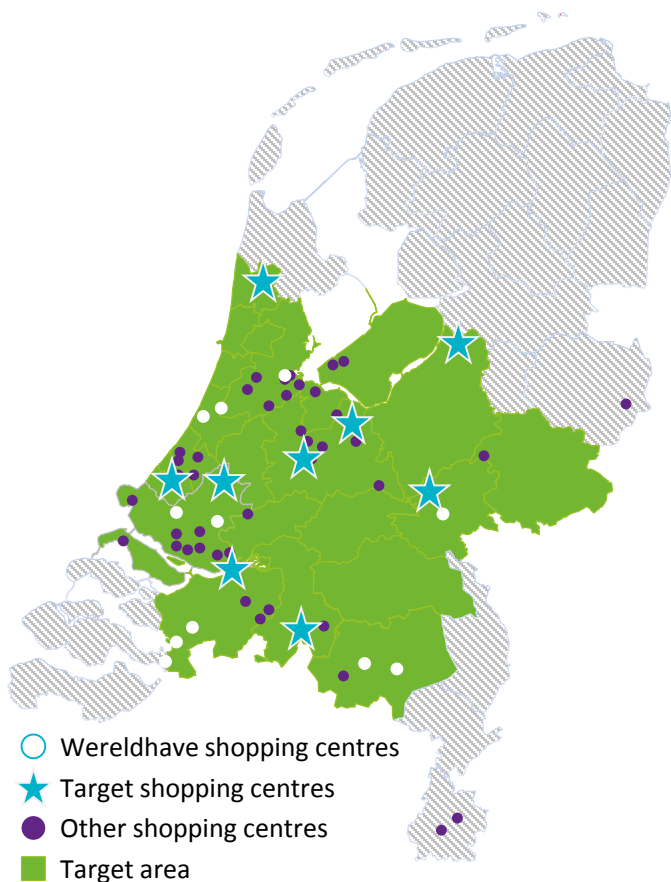 Wereldhave shopping centres
Target shopping centres
Other shopping centres
Target area